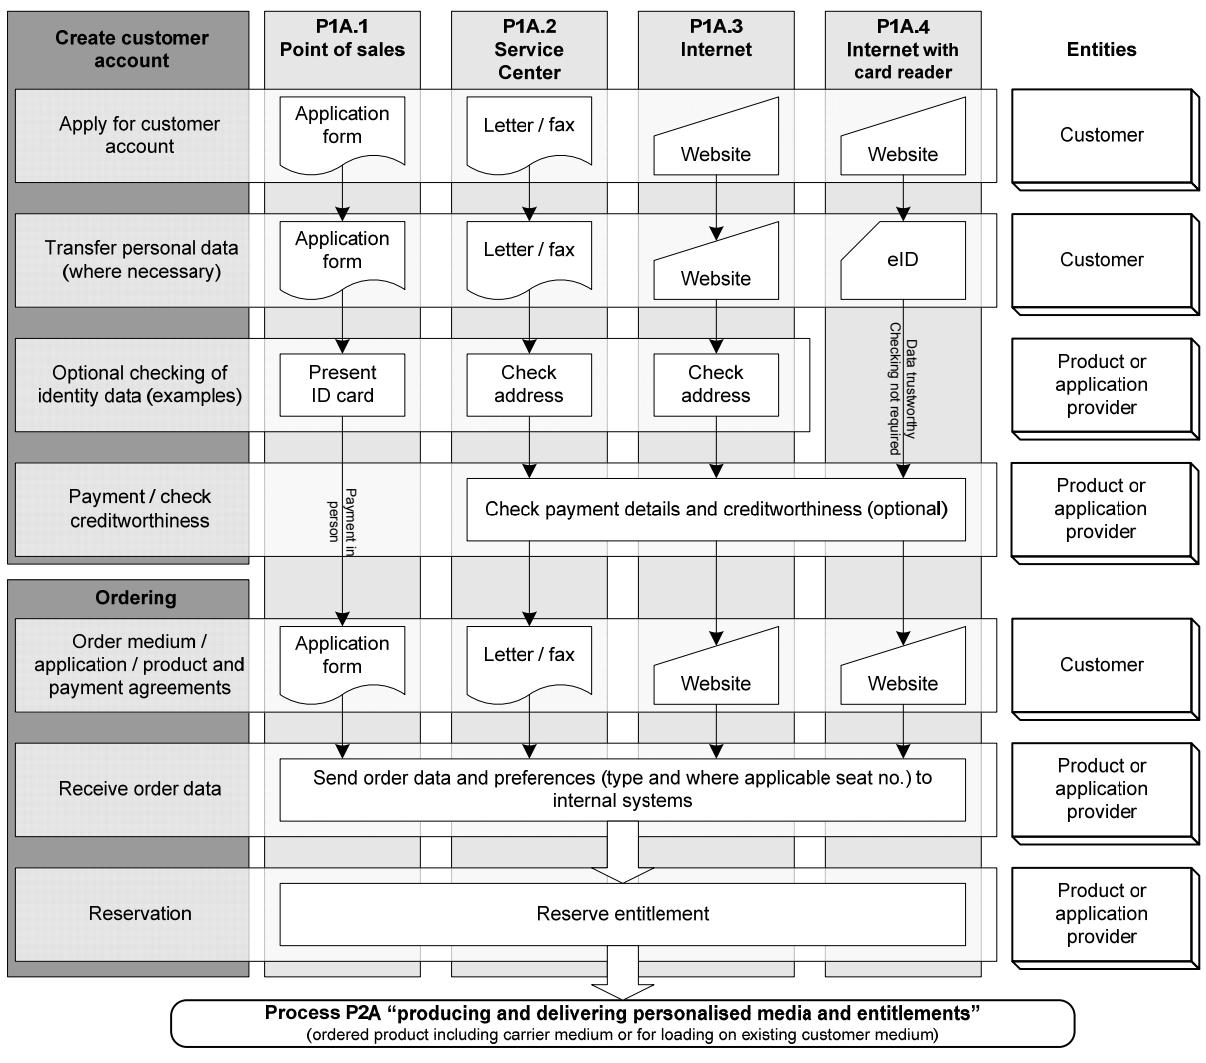 Create customer
account
P1A.1
Point of sales
P1A.2
Service
Center
P1A.3
Internet
P1A.4
Internet with
card reader
Entities
Apply for customer
account
Application
form
Letter / fax
Website
Website
Customer
Transfer personal data
(where necessary)
Application
form
Letter / fax
Website
eID
Customer
Optional checking of
identity data (examples)
Present
ID card
Check
address
Check
address
Data trustworthy
Checking not required
Product or
application
provider
Payment / check
creditworthiness
Payment in
person
Check payment details and creditworthiness (optional)
Product or
application
provider
Ordering
Order medium /
application / product and
payment agreements
Application
form
Letter / fax
Website
Website
Customer
Receive order data
Send order data and preferences (type and where applicable seat no.) to
internal systems
Product or
application
provider
Reservation
Reserve entitlement
Product or
application
provider
Process P2A “producing and delivering personalised media and entitlements”
(ordered product including carrier medium or for loading on existing customer medium)